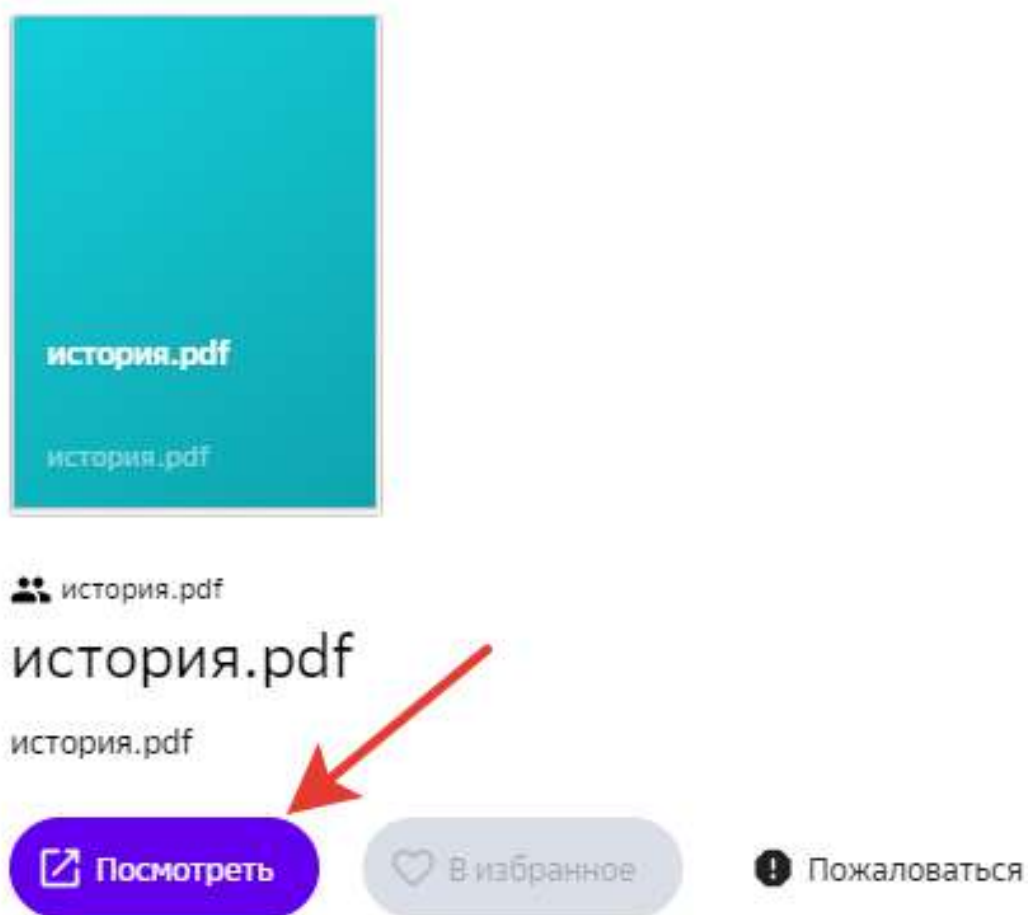 история.pdf
история.pdf
история.pdf
история.pdf
история.pdf
Посмотреть
В избранное
Пожаловаться